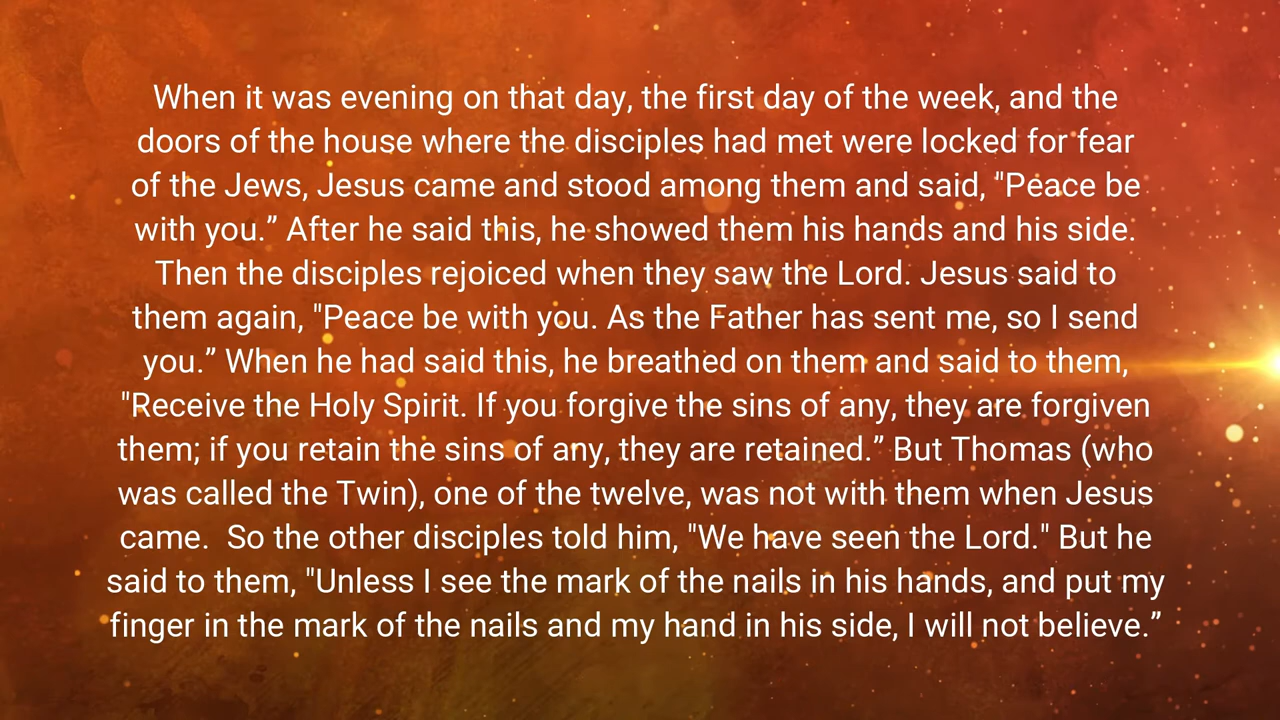 When it was evening on that day, the first day of the week, and the
doors of the house where the disciples had met were locked for fear
of the Jews, Jesus came and stood among them and said, "Peace be
with you.” After he said this, he showed them his hands and his side.
Then the disciples rejoiced when they saw the Lord. Jesus said to
them again, "Peace be with you. As the Father has sent me, so I send
you.” When he had said this, he breathed on them and said to them,
"Receive the Holy Spirit. If you forgive the sins of any, they are forgiven
them; if you retain the sins of any, they are retained.” But Thomas (who
was called the Twin), one of the twelve, was not with them when Jesus
came.  So the other disciples told him, "We have seen the Lord." But he
said to them, "Unless I see the mark of the nails in his hands, and put my
finger in the mark of the nails and my hand in his side, I will not believe.”